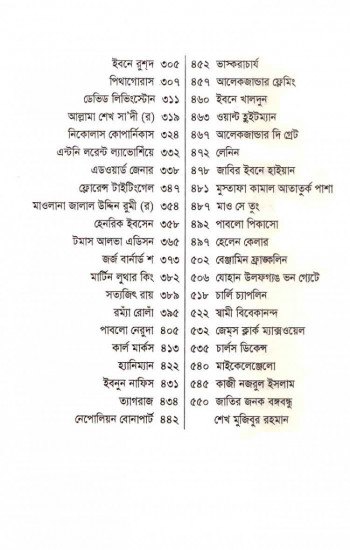 ইবনে রুশ্‌দ ৩০৫
পিথাগোরাস ৩০৭
ডেভিড লিভিংস্টোন ৩১১
আল্লামা শেখ সা'দী (র) ৩১৯
নিকোলাস কোপার্নিকাস ৩২৪
এন্টনি লরেন্ট ল্যাভোশিঁয়ে ৩৩২
এডওয়ার্ড জেনার ৩৩৮
ফ্লোরেন্স টাইটিংগেল ৩৪৭
মাওলানা জালাল উদ্দিন রুমী (র) ৩৫৪
হেনরিক ইবসেন ৩৫৮
টমাস আলভা এডিসন ৩৬৫
জর্জ বার্নার্ড শ ৩৭৩
মার্টিন লুথার কিং ৩৮২
সত্যজিৎ রায় ৩৮৯
রম্যাঁ রোলাঁ ৩৯৫
পাবলো নেরুদা ৪০৫
কার্ল মার্কস ৪১৩
হ্যানিম্যান ৪২২
ইবনুন নাফিস ৪৩১
ত্যাগরাজ ৪৩৪
নেপোলিয়ন বোনাপার্ট ৪৪২
৪৫২ ভাস্করাচার্য
৪৫৭ আলেকজান্ডার ফ্লেমিং
৪৬০ ইবনে খালদুন
৪৬৩ ওয়াল্ট হুইটম্যান
৪৬৭ আলেকজান্ডার দি গ্রেট
৪৭২ লেনিন
৪৭৮ জাবির ইবনে হাইয়ান
৪৮১ মুস্তাফা কামাল আতাতুর্ক পাশা
৪৮৭ মাও সে তুং
৪৯২ পাবলো পিকাসো
৪৯৭ হেলেন কেলার
৫০২ বেঞ্জামিন ফ্রাঙ্কলিন
৫০৬ যোহান উলফগ্যঙ ভন গ্যেটে
৫১৮ চার্লি চ্যাপলিন
৫২২ স্বামী বিবেকানন্দ
৫৩২ জেমস্ ক্লার্ক ম্যাক্সওয়েল
৫৩৫ চার্লস ডিকেন্স
৫৪০ মাইকেলেঞ্জেলো
৫৪৫ কাজী নজরুল ইসলাম
৫৫০ জাতির জনক বঙ্গবন্ধু
শেখ মুজিবুর রহমান